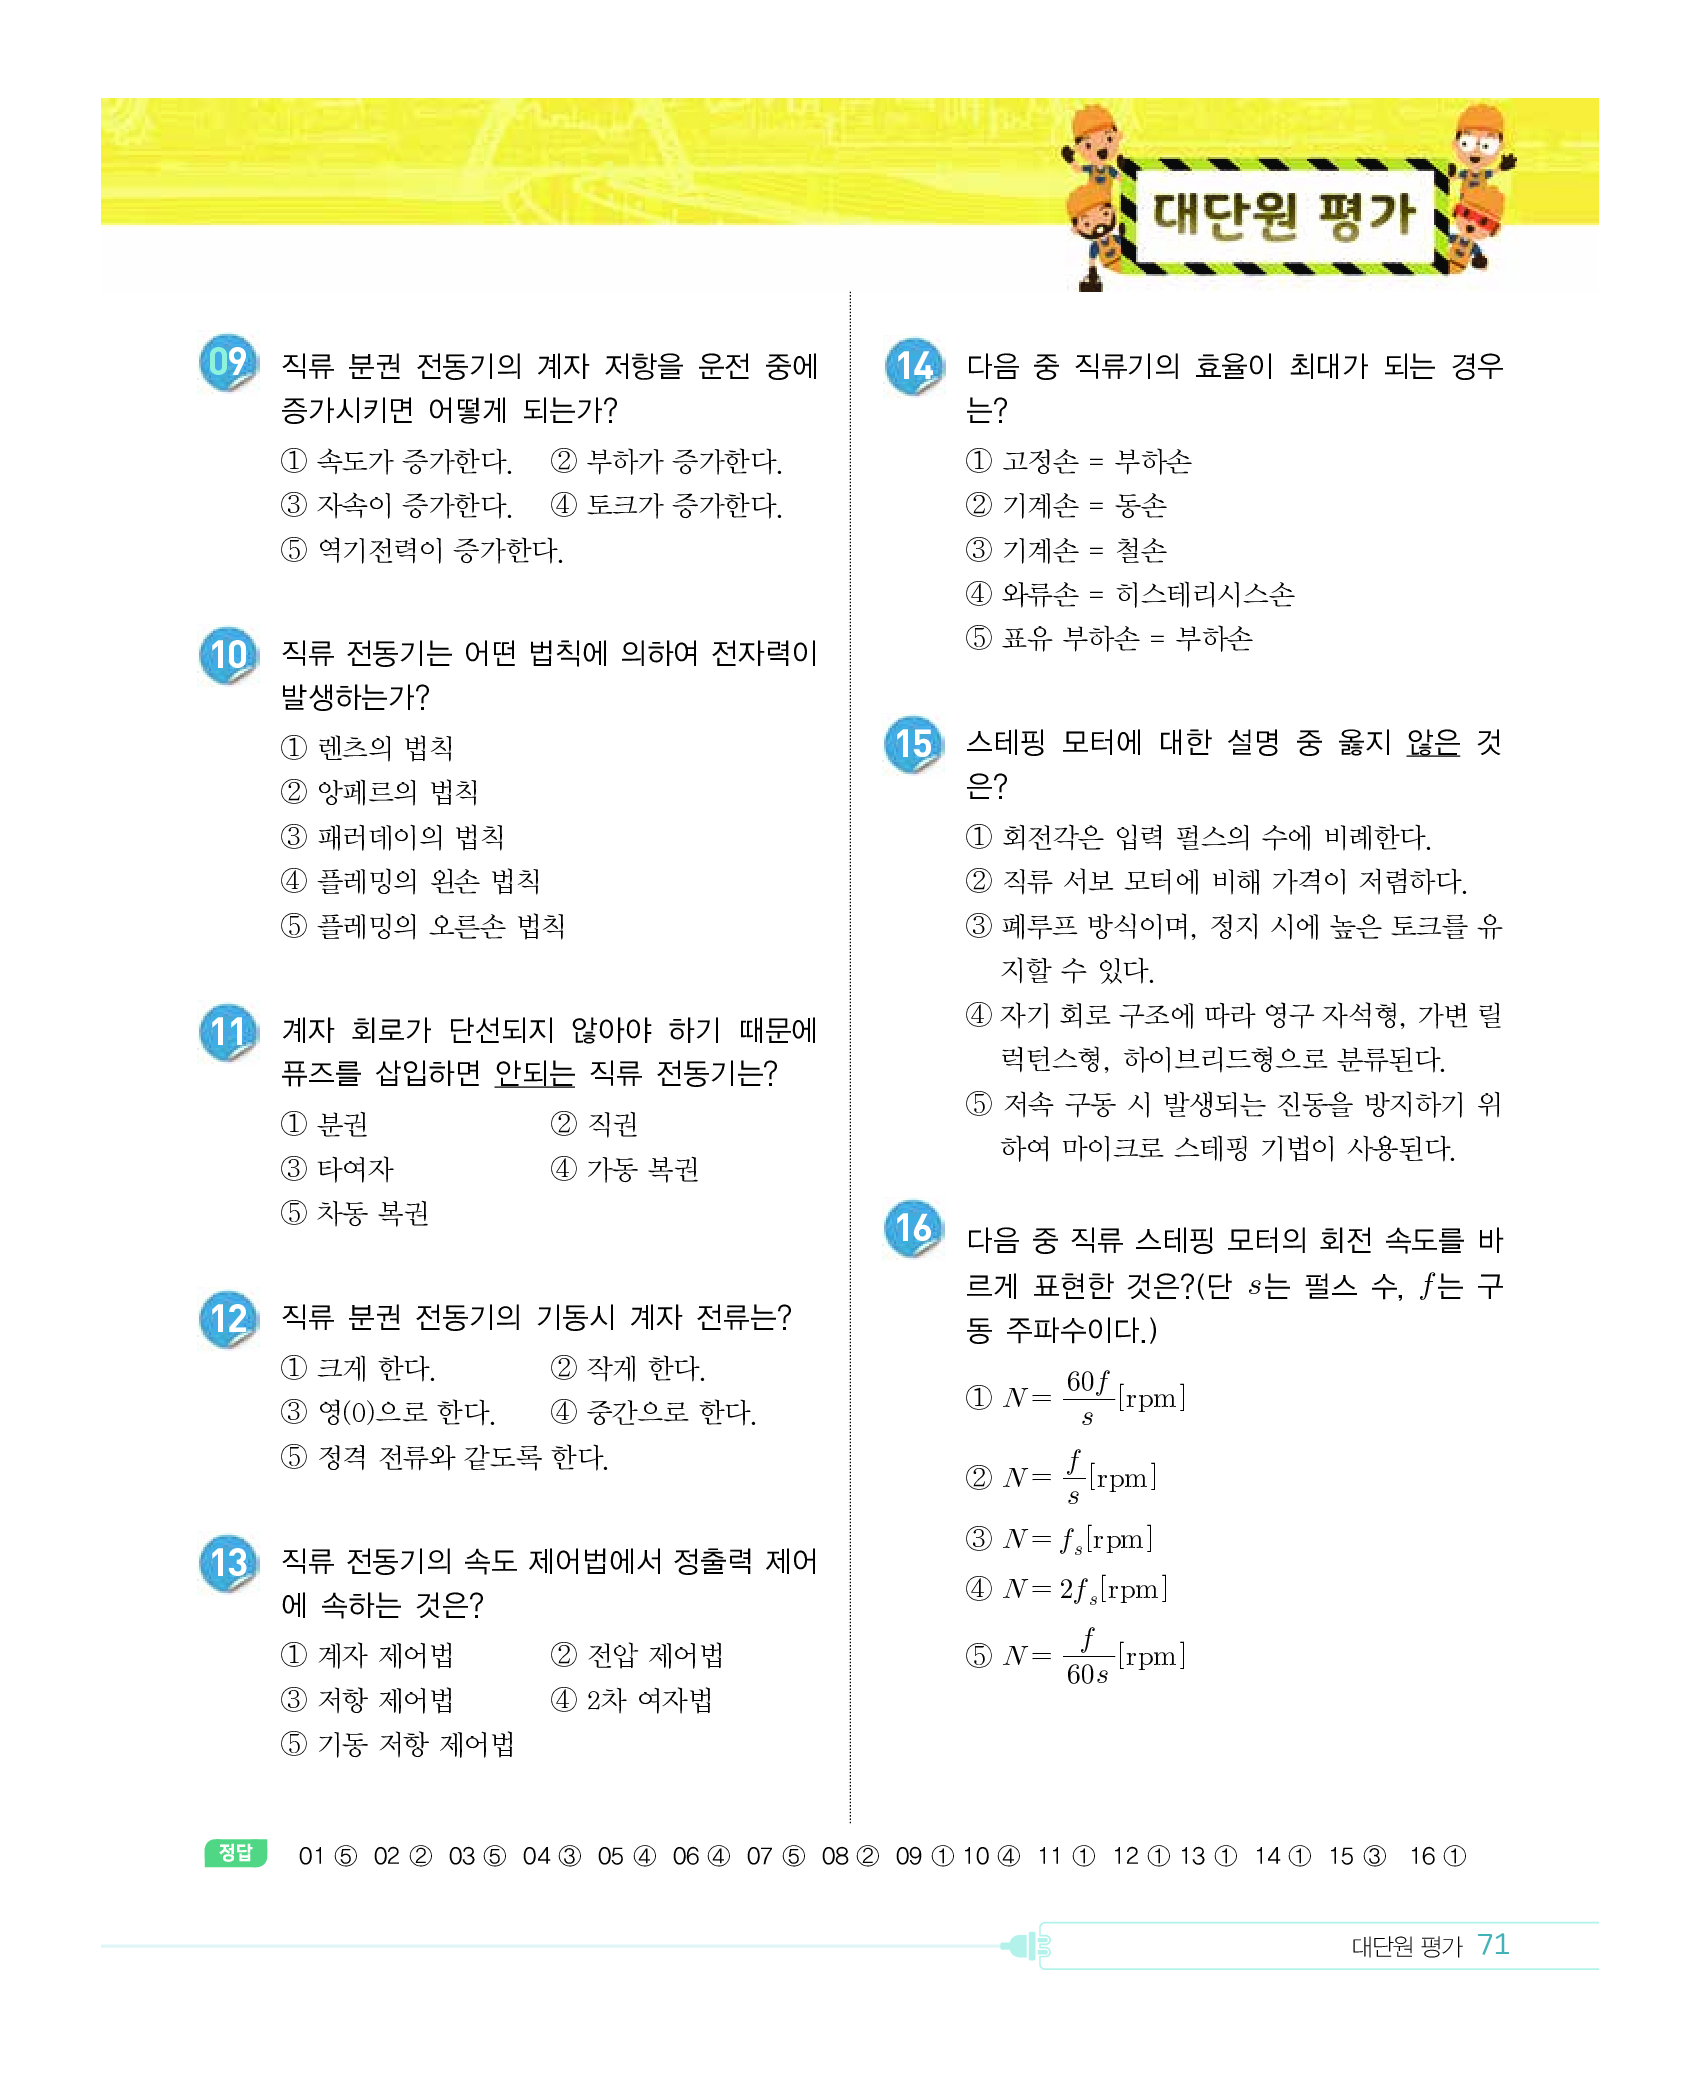 대단원 평가
09 직류 분권 전동기의 계자 저항을 운전 중에
증가시키면 어떻게 되는가?
① 속도가 증가한다. ② 부하가 증가한다.
③ 자속이 증가한다. ④ 토크가 증가한다.
⑤ 역기전력이 증가한다.
10 직류 전동기는 어떤 법칙에 의하여 전자력이
발생하는가?
① 렌츠의 법칙
② 앙페르의 법칙
③ 패러데이의 법칙
④ 플레밍의 왼손 법칙
⑤ 플레밍의 오른손 법칙
11 계자 회로가 단선되지 않아야 하기 때문에
퓨즈를 삽입하면 안되는 직류 전동기는?
① 분권 ② 직권
③ 타여자 ④ 가동 복권
⑤ 차동 복권
12 직류 분권 전동기의 기동시 계자 전류는?
① 크게 한다. ② 작게 한다.
③ 영(0)으로 한다. ④ 중간으로 한다.
⑤ 정격 전류와 같도록 한다.
13 직류 전동기의 속도 제어법에서 정출력 제어
에 속하는 것은?
① 계자 제어법 ② 전압 제어법
③ 저항 제어법 ④ 2차 여자법
⑤ 기동 저항 제어법
14 다음 중 직류기의 효율이 최대가 되는 경우
는?
① 고정손 = 부하손
② 기계손 = 동손
③ 기계손 = 철손
④ 와류손 = 히스테리시스손
⑤ 표유 부하손 = 부하손
15 스테핑 모터에 대한 설명 중 옳지 않은 것
은?
① 회전각은 입력 펄스의 수에 비례한다.
② 직류 서보 모터에 비해 가격이 저렴하다.
③ 폐루프 방식이며, 정지 시에 높은 토크를 유
지할 수 있다.
④ 자기 회로 구조에 따라 영구 자석형, 가변 릴
럭턴스형, 하이브리드형으로 분류된다.
⑤ 저속 구동 시 발생되는 진동을 방지하기 위
하여 마이크로 스테핑 기법이 사용된다.
16 다음 중 직류 스테핑 모터의 회전 속도를 바
르게 표현한 것은?(단 s는 펄스 수, f는 구
동 주파수이다.)
① N = 60f/s [rpm]
② N = f/s [rpm]
③ N = fₛ[rpm]
④ N = 2fₛ[rpm]
⑤ N = f/60s [rpm]
정답 01 ⑤ 02 ② 03 ⑤ 04 ③ 05 ④ 06 ④ 07 ⑤ 08 ② 09 ① 10 ④ 11 ① 12 ① 13 ① 14 ① 15 ③ 16 ①
대단원 평가 71